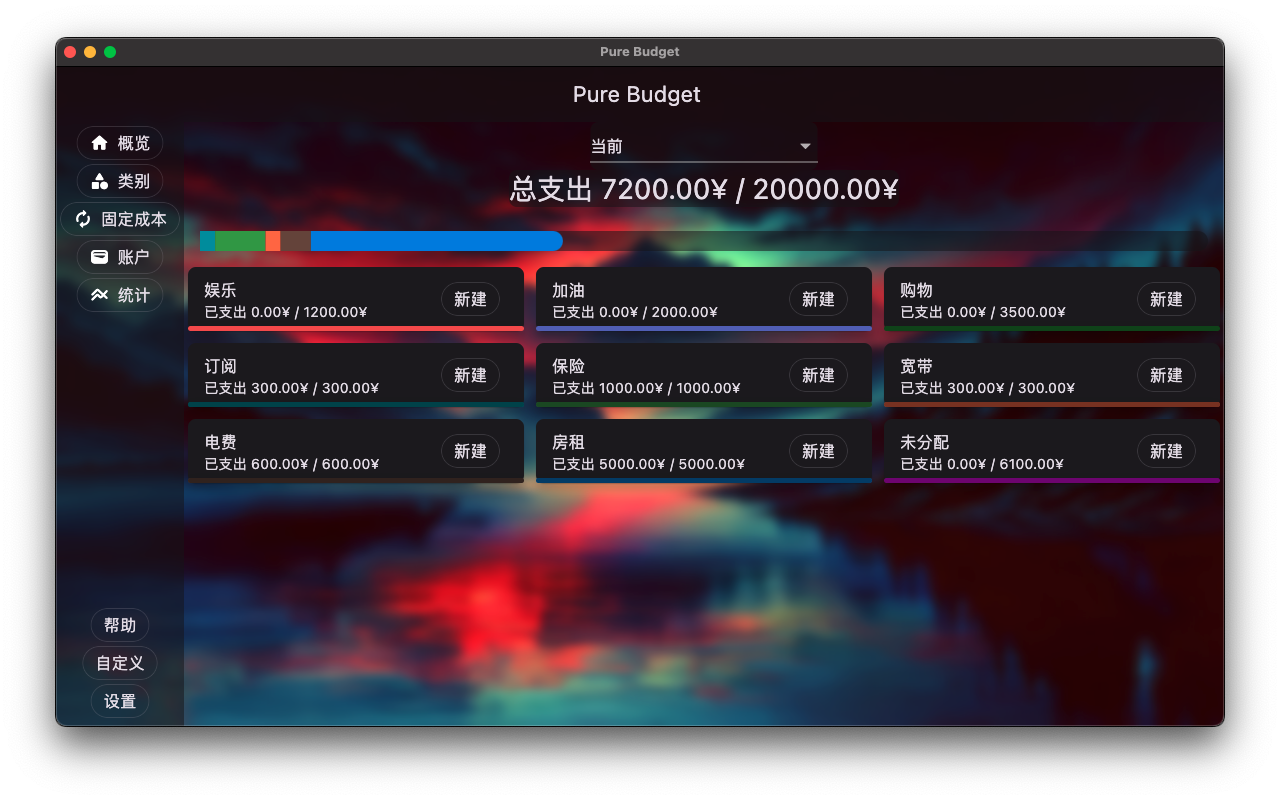 Pure Budget
Pure Budget
概览
类别
固定成本
账户
统计
帮助
自定义
设置
当前
总支出 7200.00¥ / 20000.00¥
娱乐
已支出 0.00¥ / 1200.00¥
新建
加油
已支出 0.00¥ / 2000.00¥
新建
购物
已支出 0.00¥ / 3500.00¥
新建
订阅
已支出 300.00¥ / 300.00¥
新建
保险
已支出 1000.00¥ / 1000.00¥
新建
宽带
已支出 300.00¥ / 300.00¥
新建
电费
已支出 600.00¥ / 600.00¥
新建
房租
已支出 5000.00¥ / 5000.00¥
新建
未分配
已支出 0.00¥ / 6100.00¥
新建